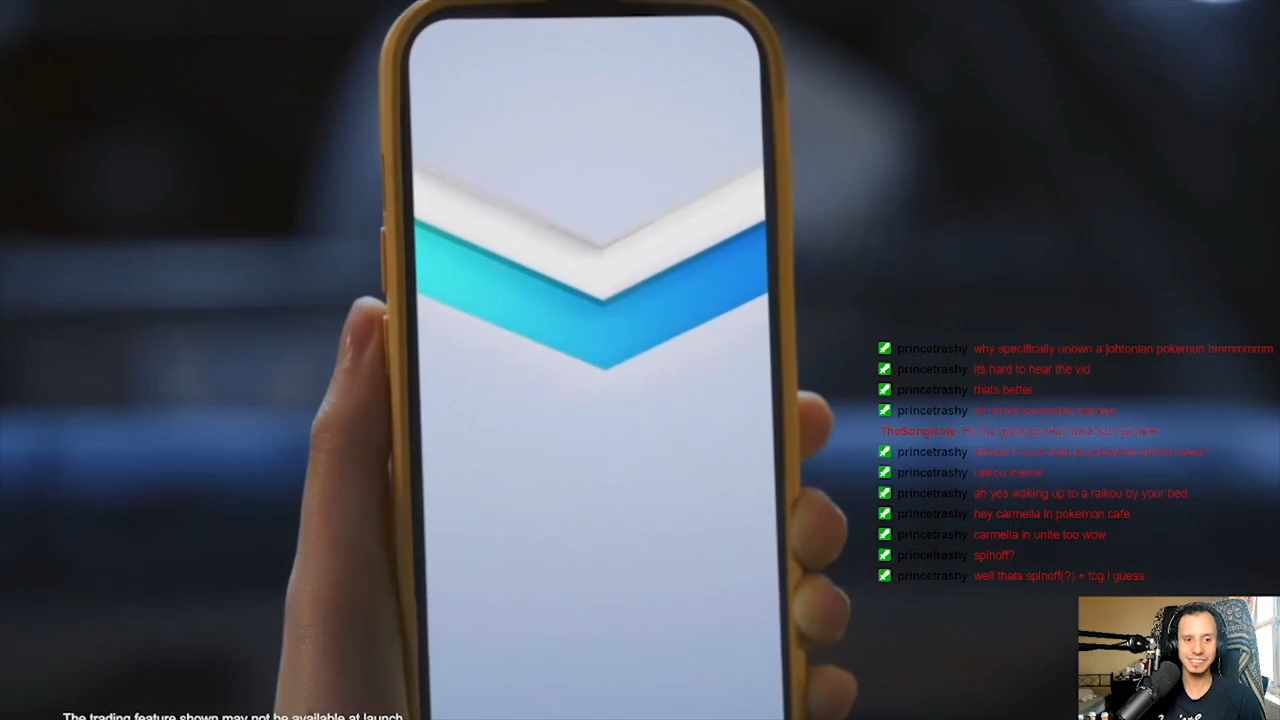 princetrashy why specifically unown a johtonian pokemon hmmmmmm
princetrashy its hard to hear the vid
princetrashy thats better
princetrashy
TheSongNote
princetrashy
princetrashy raikou theme
princetrashy ah yes waking up to a raikou by your bed
princetrashy hey carmella in pokemon cafe
princetrashy carmella in unite too wow
princetrashy spinoff?
princetrashy well thats spinoff(?) + tcg i guess
The trading feature shown may not be available at launch